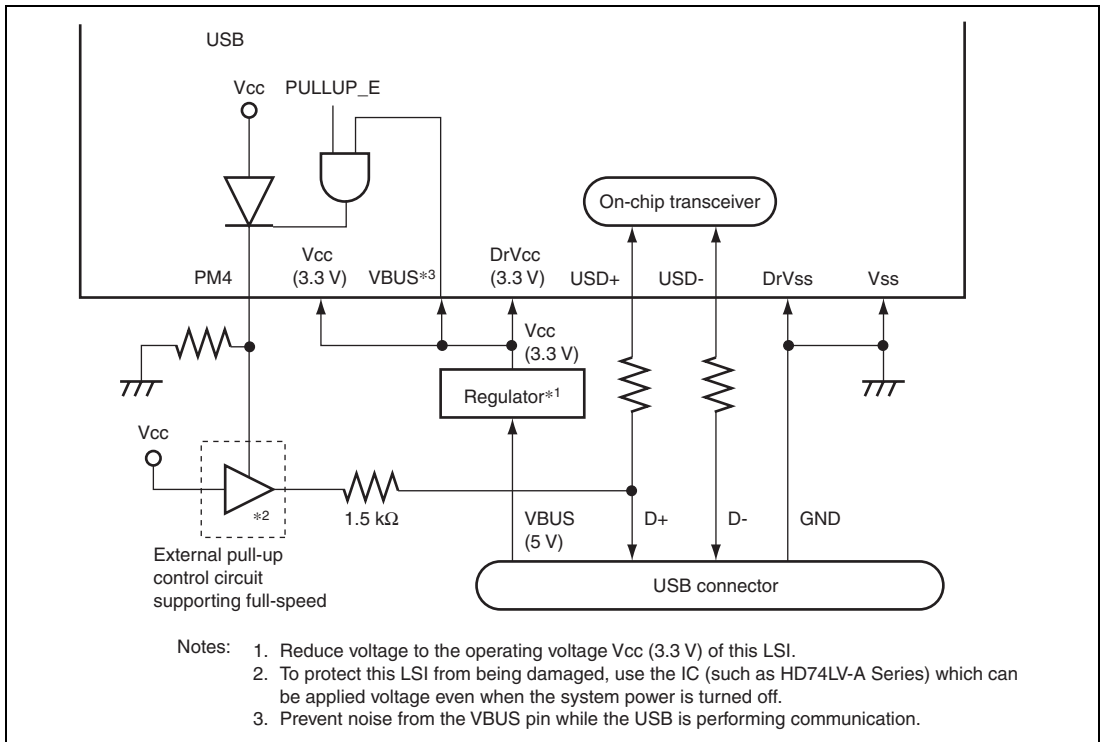 USB
Vcc PULLUP_E
On-chip transceiver
PM4
Vcc
(3.3 V)
VBUS*3
DrVcc
(3.3 V)
USD+
USD-
DrVss
Vss
Vcc
(3.3 V)
Regulator*1
Vcc
*2
1.5 kΩ
VBUS
(5 V)
D+
D-
GND
External pull-up
control circuit
supporting full-speed
USB connector
Notes: 1. Reduce voltage to the operating voltage Vcc (3.3 V) of this LSI.
2. To protect this LSI from being damaged, use the IC (such as HD74LV-A Series) which can
be applied voltage even when the system power is turned off.
3. Prevent noise from the VBUS pin while the USB is performing communication.